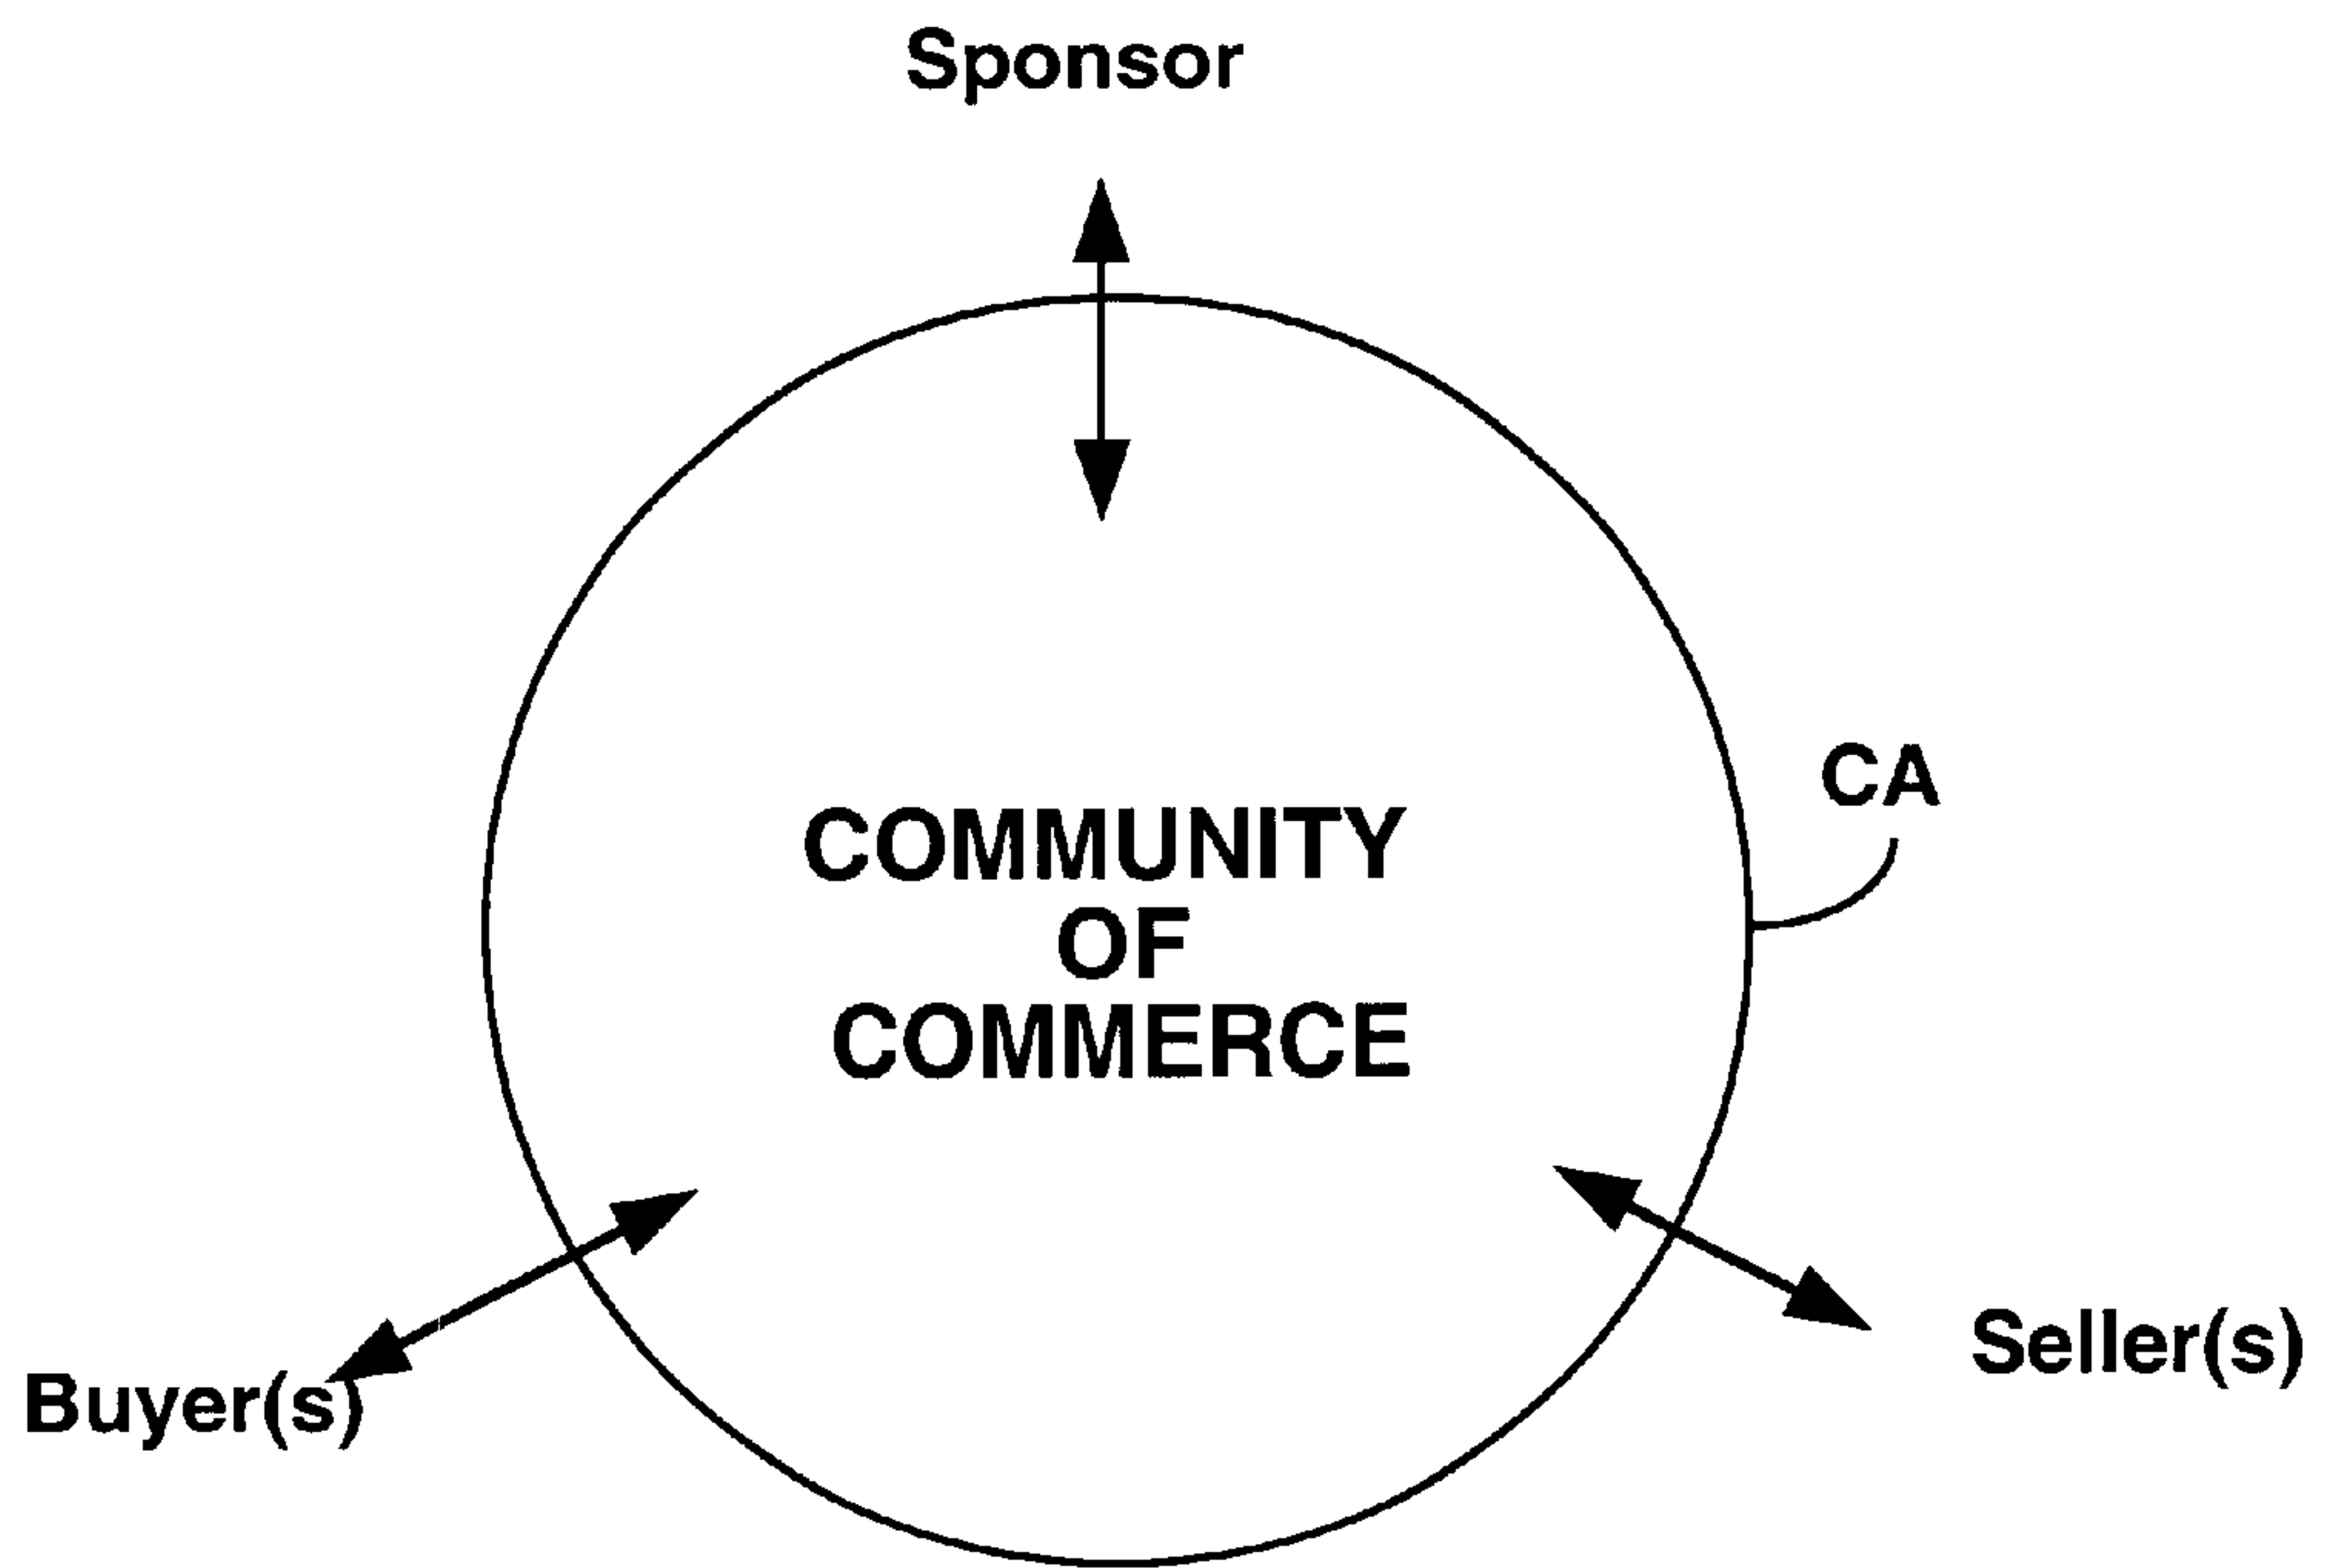 Sponsor
CA
COMMUNITY
OF
COMMERCE
Seller(s)
Buyer(s)